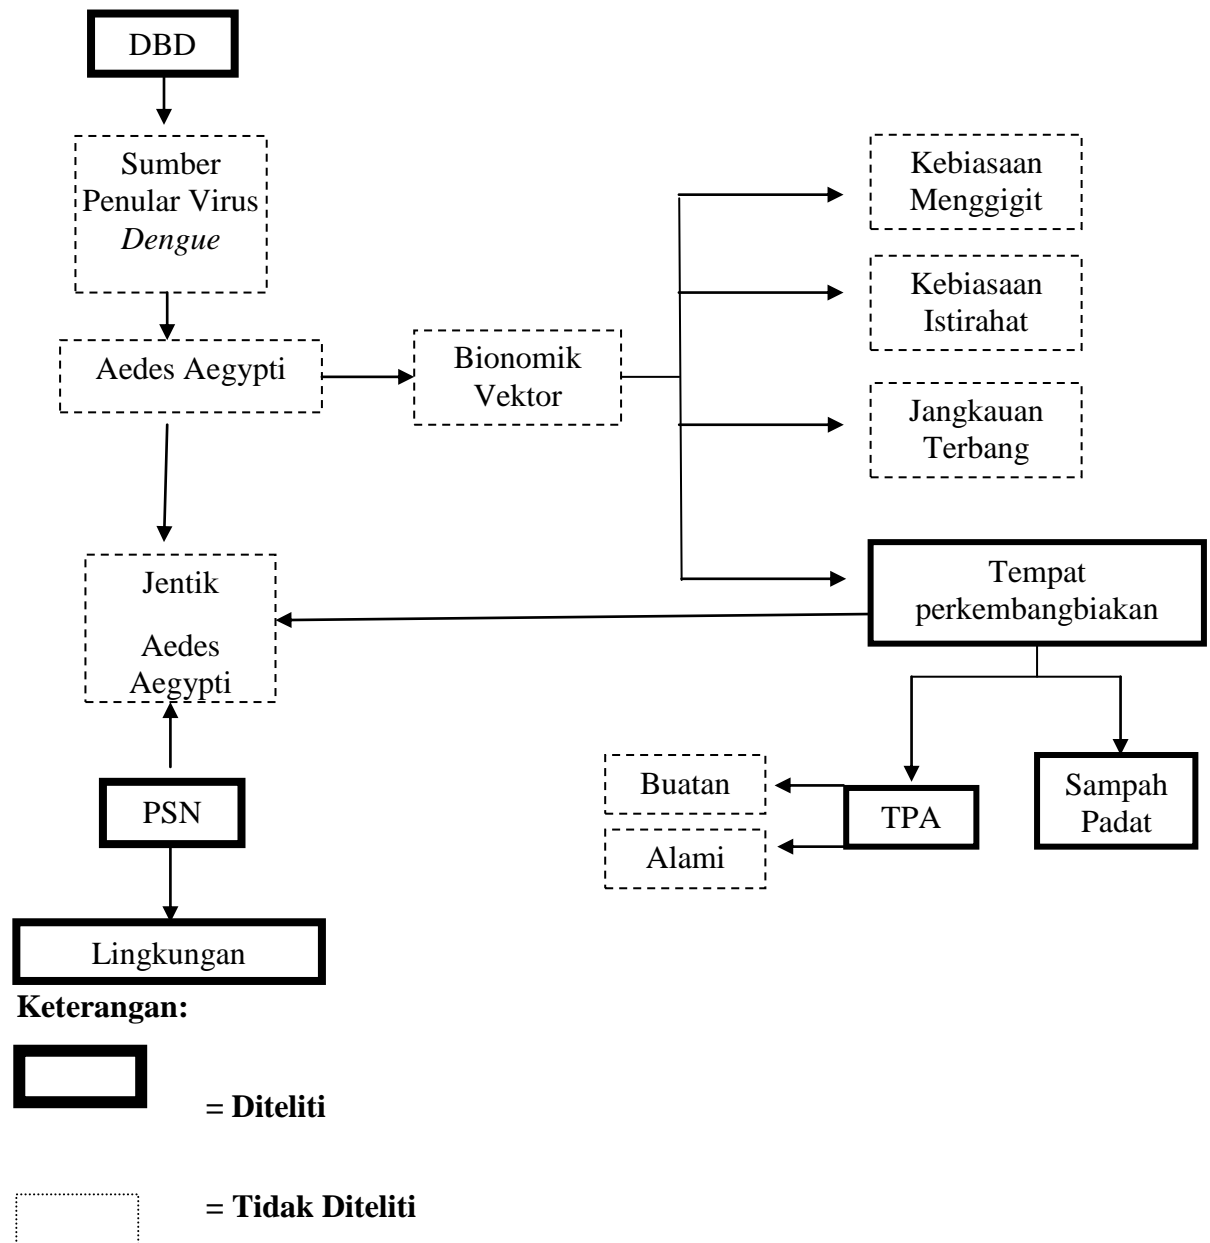 DBD
Sumber
Penular Virus
Dengue
Kebiasaan
Menggigit
Kebiasaan
Istirahat
Aedes Aegypti
Bionomik
Vektor
Jangkauan
Terbang
Jentik
Aedes
Aegypti
Tempat
perkembangbiakan
Buatan
Alami
TPA
Sampah
Padat
PSN
Lingkungan
Keterangan:
= Diteliti
= Tidak Diteliti